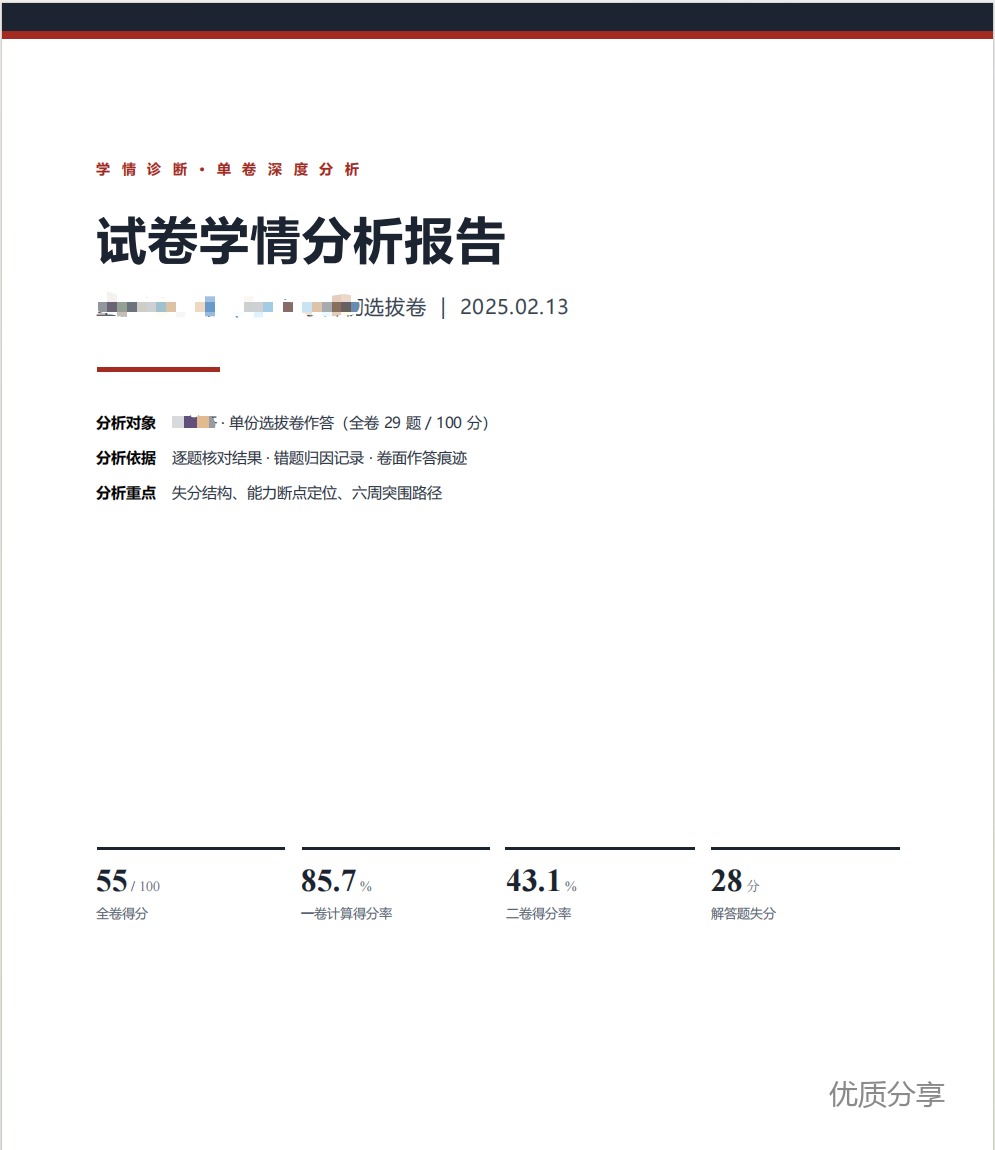 学情诊断·单卷深度分析
试卷学情分析报告
选拔卷 | 2025.02.13
分析对象 · 单份选拔卷作答（全卷 29 题 / 100 分）
分析依据 逐题核对结果 · 错题归因记录 · 卷面作答痕迹
分析重点 失分结构、能力断点定位、六周突围路径
55 / 100
全卷得分
85.7 %
一卷计算得分率
43.1 %
二卷得分率
28 分
解答题失分
优质分享